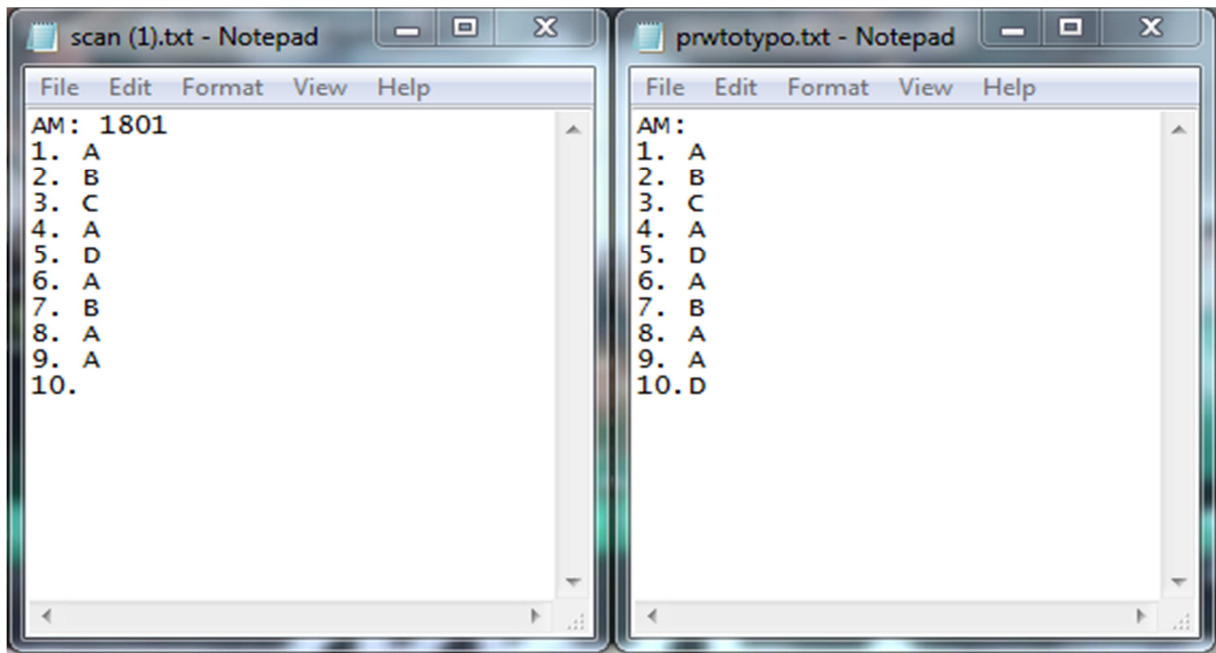 scan (1).txt - Notepad
File Edit Format View Help
AM: 1801
1. A
2. B
3. C
4. A
5. D
6. A
7. B
8. A
9. A
10.
prwtotypo.txt - Notepad
File Edit Format View Help
AM:
1. A
2. B
3. C
4. A
5. D
6. A
7. B
8. A
9. A
10.D